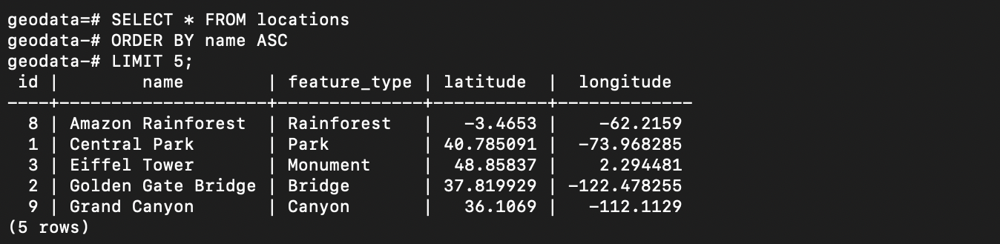 geodata=# SELECT * FROM locations
geodata-# ORDER BY name ASC
geodata-# LIMIT 5;
 id |        name        | feature_type | latitude  |  longitude
----+--------------------+--------------+-----------+-------------
  8 | Amazon Rainforest  | Rainforest   |   -3.4653 |    -62.2159
  1 | Central Park       | Park         | 40.785091 |  -73.968285
  3 | Eiffel Tower       | Monument     |  48.85837 |    2.294481
  2 | Golden Gate Bridge | Bridge       | 37.819929 | -122.478255
  9 | Grand Canyon       | Canyon       |   36.1069 |   -112.1129
(5 rows)